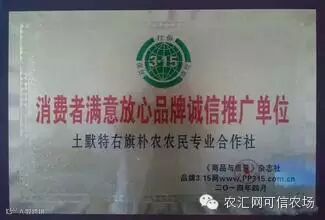 3·15
消费者满意放心品牌诚信推广单位
土默特右旗朴农农民专业合作社
《商品与质量》杂志社
品牌3.15网www.PP315.com.cn
二〇一四年四月
农汇网可信农场